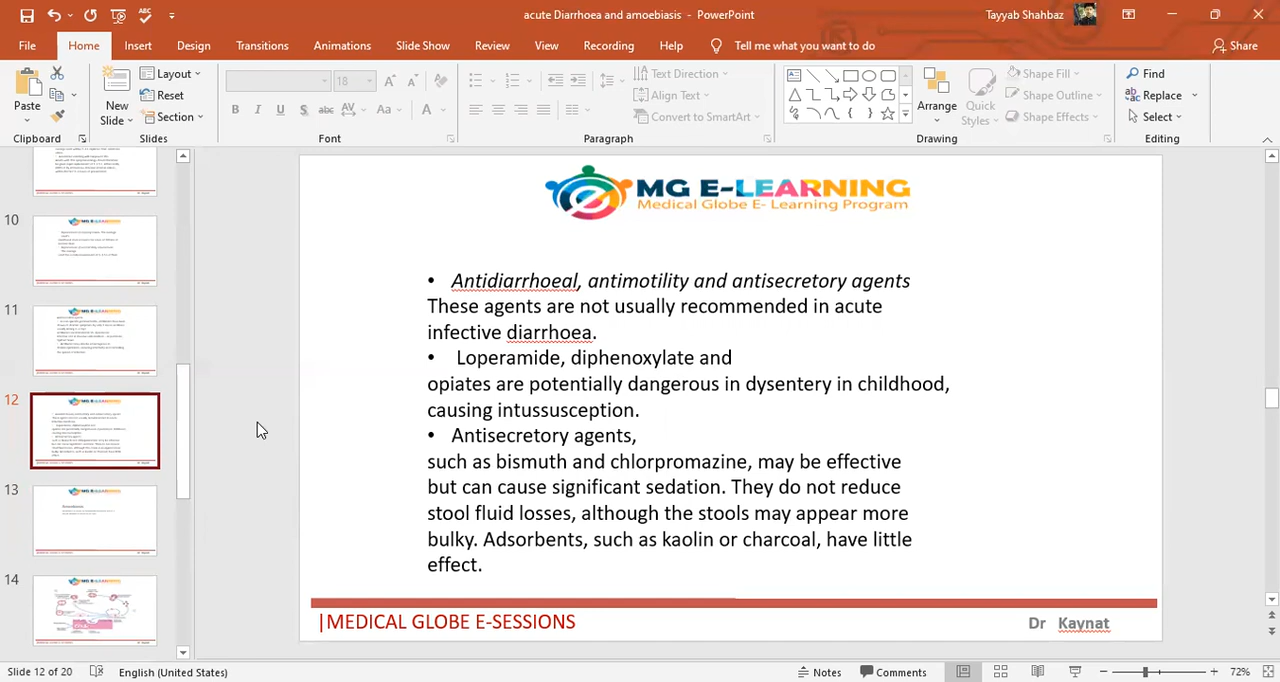 acute Diarrhoea and amoebiasis - PowerPoint
Tayyab Shahbaz
File Home Insert Design Transitions Animations Slide Show Review View Recording Help Tell me what you want to do Share
Paste
Clipboard
New Slide
Layout
Reset
Section
Slides
18
B I U S abc AV Aa A
Font
Text Direction
Align Text
Convert to SmartArt
Paragraph
Arrange
Quick Styles
Shape Fill
Shape Outline
Shape Effects
Drawing
Find
Replace
Select
Editing
10
11
12
13
14
MG E-LEARNING
Medical Globe E- Learning Program
• Antidirrhoeal, antimotility and antisecretory agents
These agents are not usually recommended in acute
infective diarrhoea.
• Loperamide, diphenoxylate and
opiates are potentially dangerous in dysentery in childhood,
causing intussusception.
• Antisecretory agents,
such as bismuth and chlorpromazine, may be effective
but can cause significant sedation. They do not reduce
stool fluid losses, although the stools may appear more
bulky. Adsorbents, such as kaolin or charcoal, have little
effect.
|MEDICAL GLOBE E-SESSIONS
Dr Kaynat
Slide 12 of 20 English (United States) Notes Comments 72%